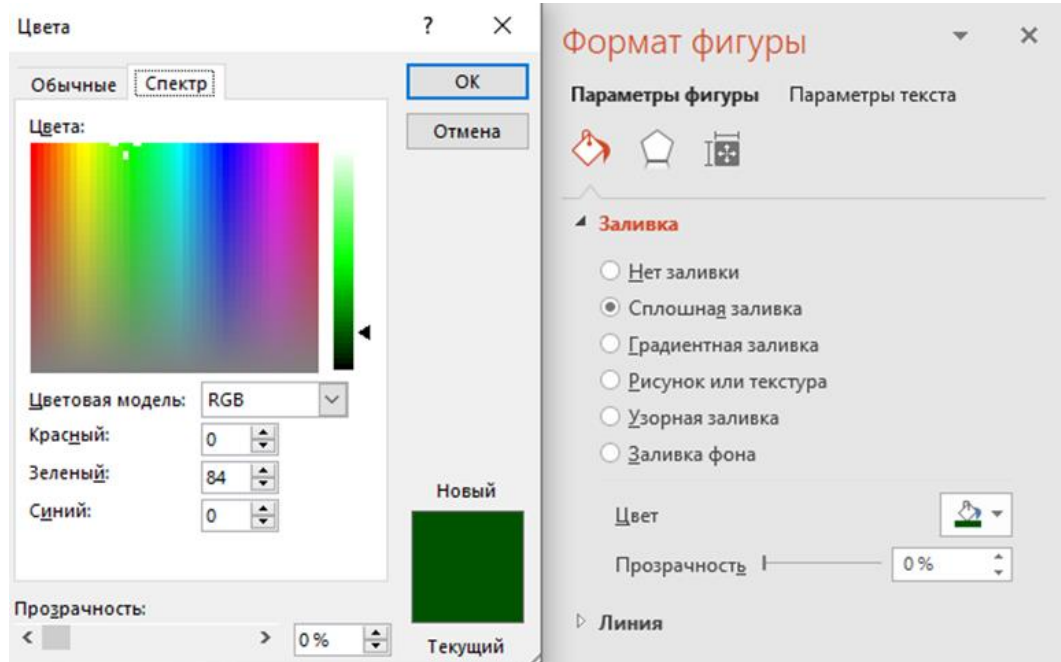 Цвета ? ×
Обычные Спектр
ОК
Отмена
Цвета:
Цветовая модель: RGB
Красный: 0
Зеленый: 84
Синий: 0
Новый
Текущий
Прозрачность:
< > 0 %
Формат фигуры
Параметры фигуры Параметры текста
Заливка
Нет заливки
Сплошная заливка
Градиентная заливка
Рисунок или текстура
Узорная заливка
Заливка фона
Цвет
Прозрачность 0 %
Линия